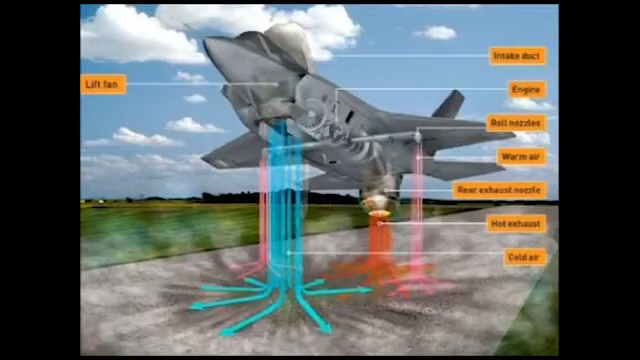 Intake duct
Lift fan
Engine
Roll nozzles
Warm air
Rear exhaust nozzle
Hot exhaust
Cold air